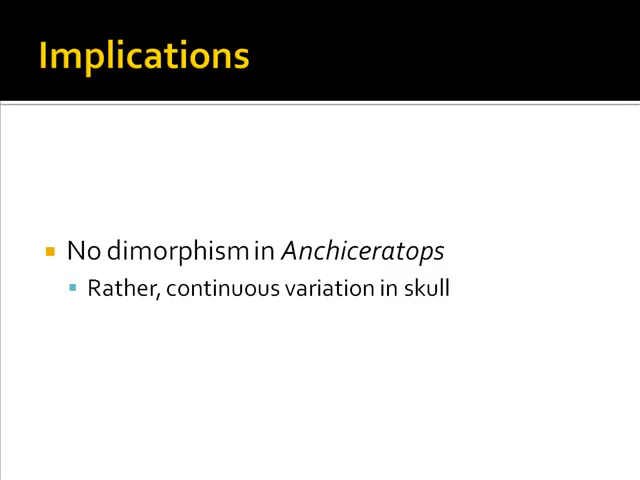 Implications
No dimorphism in Anchiceratops
Rather, continuous variation in skull